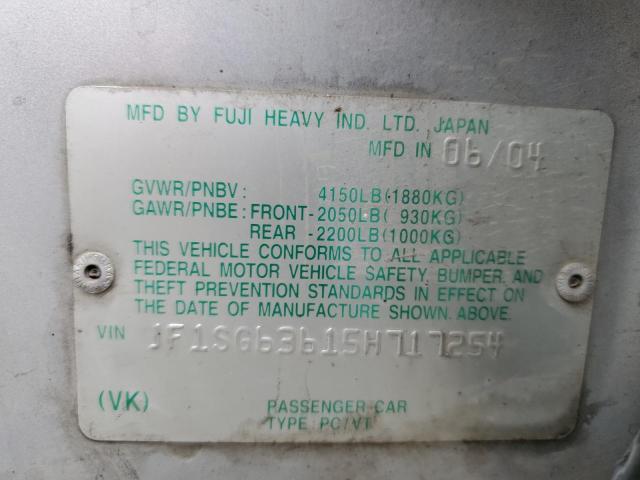 MFD BY FUJI HEAVY IND. LTD. JAPAN
MFD IN 06/04
GVWR/PNBV: 4150LB(1880KG)
GAWR/PNBE: FRONT-2050LB( 930KG)
REAR -2200LB(1000KG)
THIS VEHICLE CONFORMS TO ALL APPLICABLE
FEDERAL MOTOR VEHICLE SAFETY, BUMPER, AND
THEFT PREVENTION STANDARDS IN EFFECT ON
THE DATE OF MANUFACTURE SHOWN ABOVE.
VIN JF1SG63615H717254
(VK) PASSENGER CAR
TYPE PC/VT